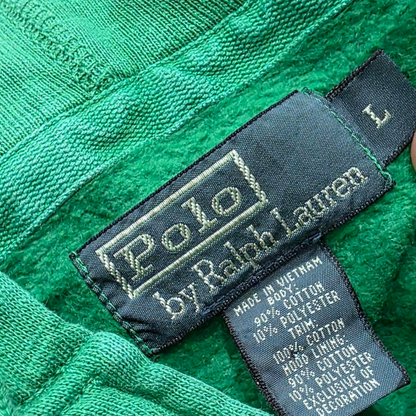 L
Polo
by Ralph Lauren
MADE IN VIETNAM
BODY:
90% COTTON
10% POLYESTER
TRIM:
100% COTTON
HOOD LINING:
90% COTTON
10% POLYESTER
EXCLUSIVE OF
DECORATION